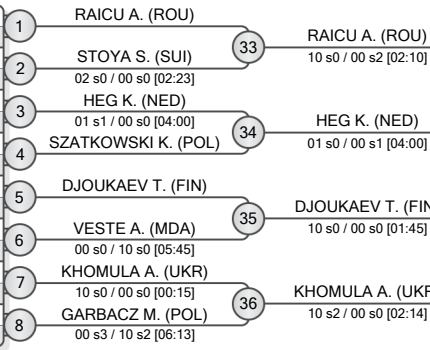 1
RAICU A. (ROU)
2
STOYA S. (SUI)
02 s0 / 00 s0 [02:23]
33
RAICU A. (ROU)
10 s0 / 00 s2 [02:10]
3
HEG K. (NED)
01 s1 / 00 s0 [04:00]
4
SZATKOWSKI K. (POL)
34
HEG K. (NED)
01 s0 / 00 s1 [04:00]
5
DJOUKAEV T. (FIN)
6
VESTE A. (MDA)
00 s0 / 10 s0 [05:45]
35
DJOUKAEV T. (FIN
10 s0 / 00 s0 [01:45]
7
KHOMULA A. (UKR)
10 s0 / 00 s0 [00:15]
8
GARBACZ M. (POL)
00 s3 / 10 s2 [06:13]
36
KHOMULA A. (UKR
10 s2 / 00 s0 [02:14]